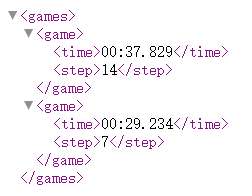 <games>
<game>
<time>00:37.829</time>
<step>14</step>
</game>
<game>
<time>00:29.234</time>
<step>7</step>
</game>
</games>